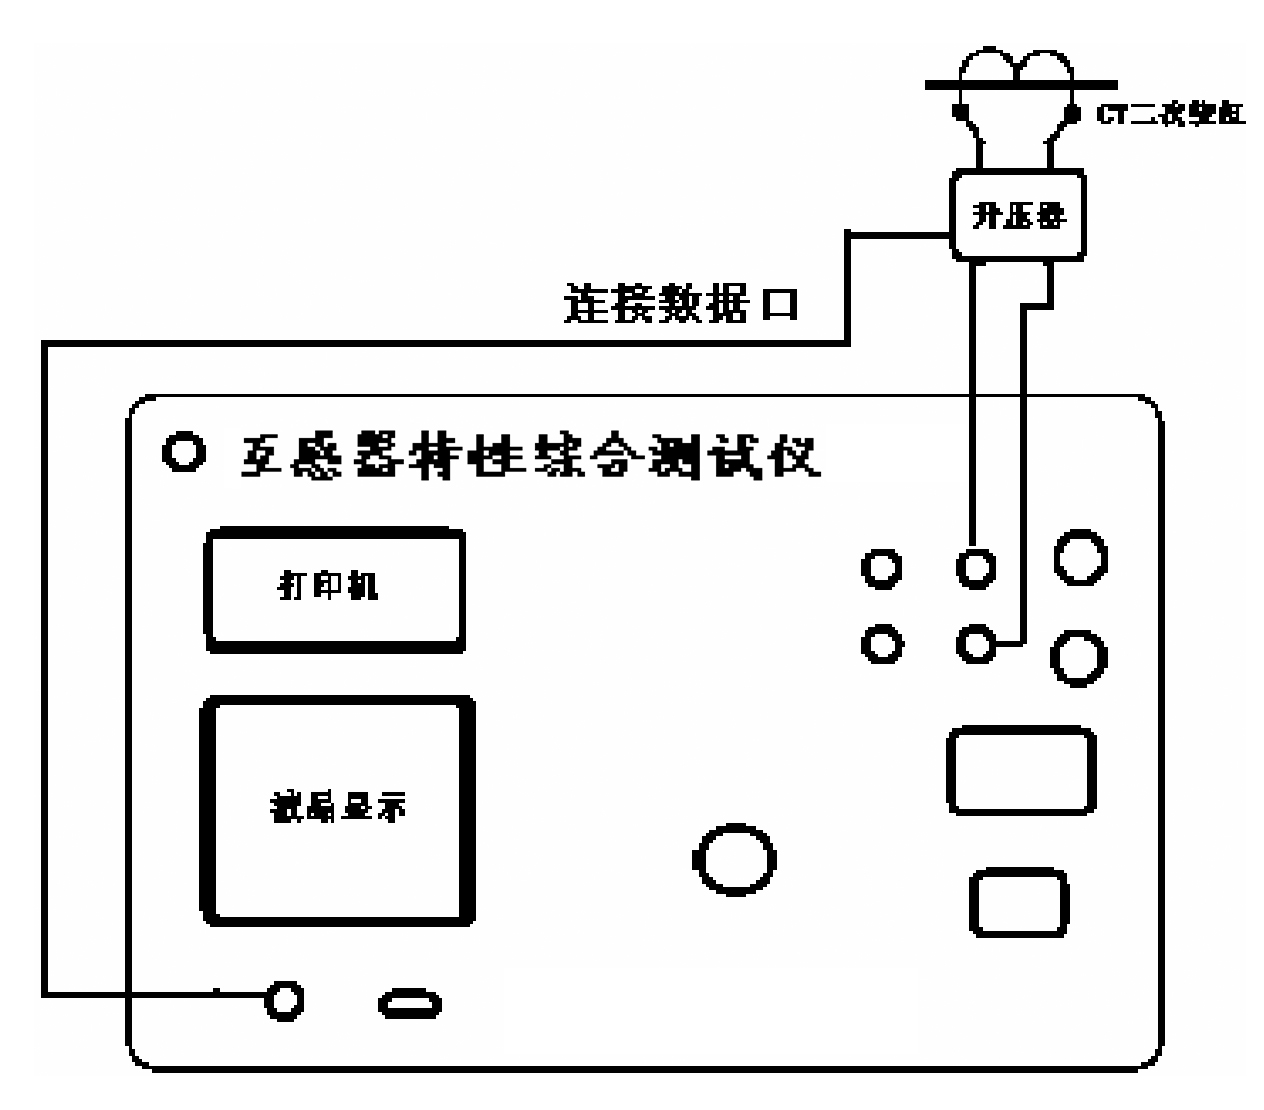 CT二次绕组
升压器
连接数据口
互感器特性综合测试仪
打印机
液晶显示